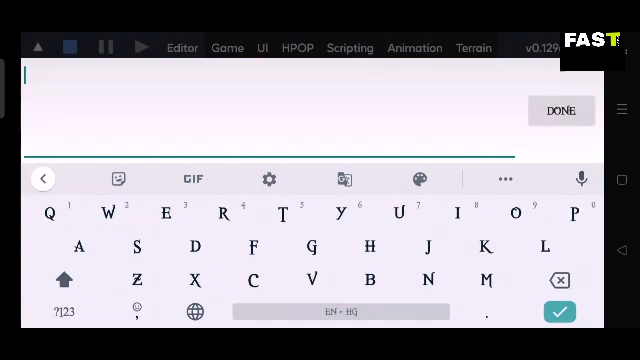 FAST
Editor Game UI HPOP Scripting Animation Terrain v0.129
DONE
GIF
Q 1 W 2 E 3 R 4 T 5 Y 6 U 7 I 8 O 9 P 0
A S D F G H J K L
Z X C V B N M
?123 , EN • HG .